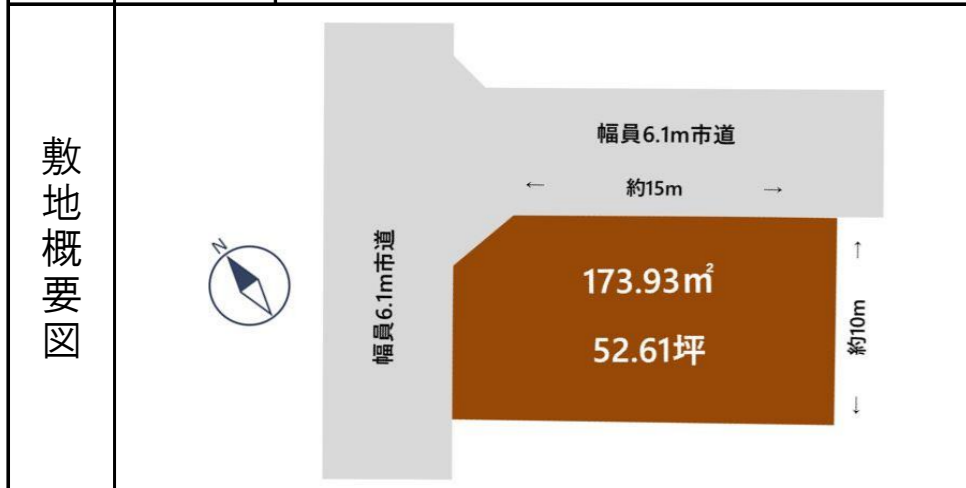 敷地概要図
幅員6.1m市道
← 約15m →
幅員6.1m市道
N
173.93㎡
52.61坪
← 約10m →